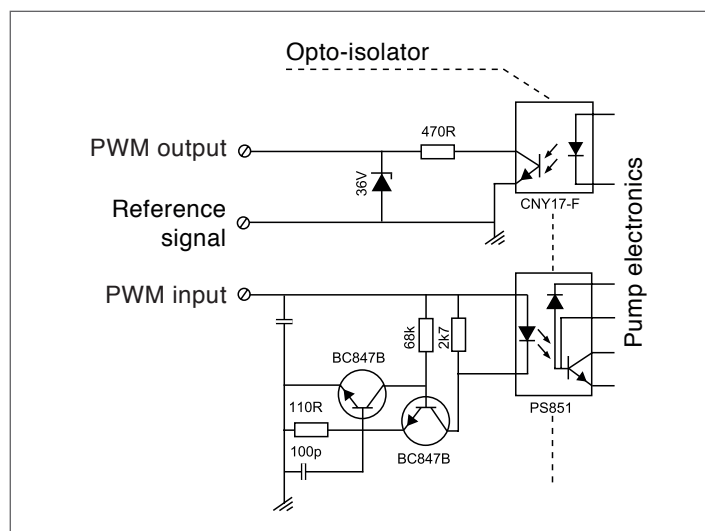 Opto-isolator
PWM output
470R
36V
CNY17-F
Reference
signal
PWM input
68k
2k7
BC847B
110R
100p
BC847B
PS851
Pump electronics